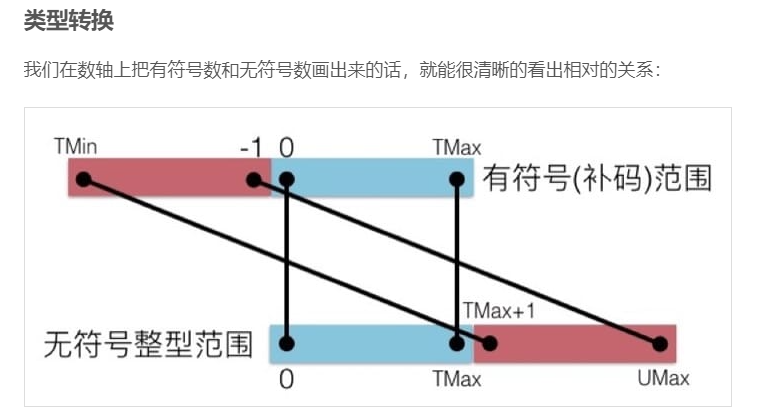 类型转换
我们在数轴上把有符号数和无符号数画出来的话，就能很清晰的看出相对的关系：
TMin -1 0 TMax
有符号(补码)范围
TMax+1
无符号整型范围
0 TMax UMax